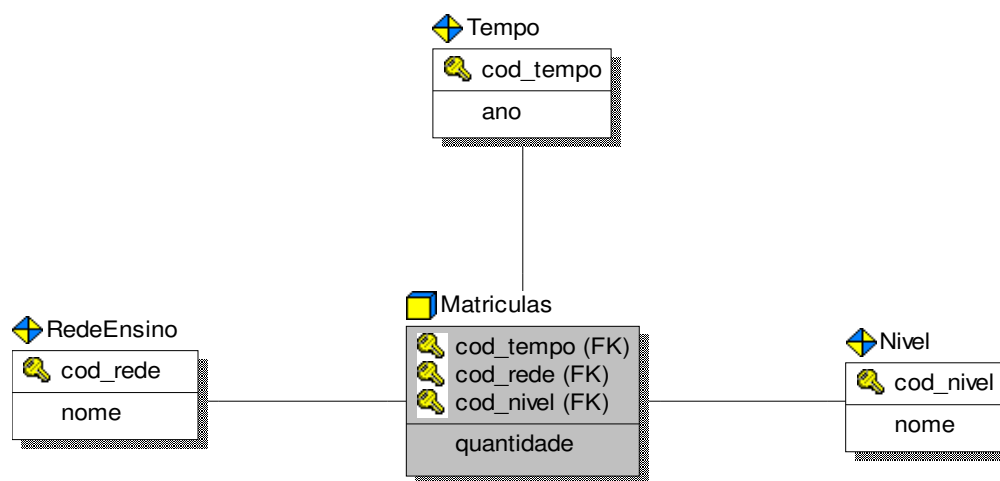 Tempo
cod_tempo
ano
RedeEnsino
cod_rede
nome
Matriculas
cod_tempo (FK)
cod_rede (FK)
cod_nivel (FK)
quantidade
Nivel
cod_nivel
nome